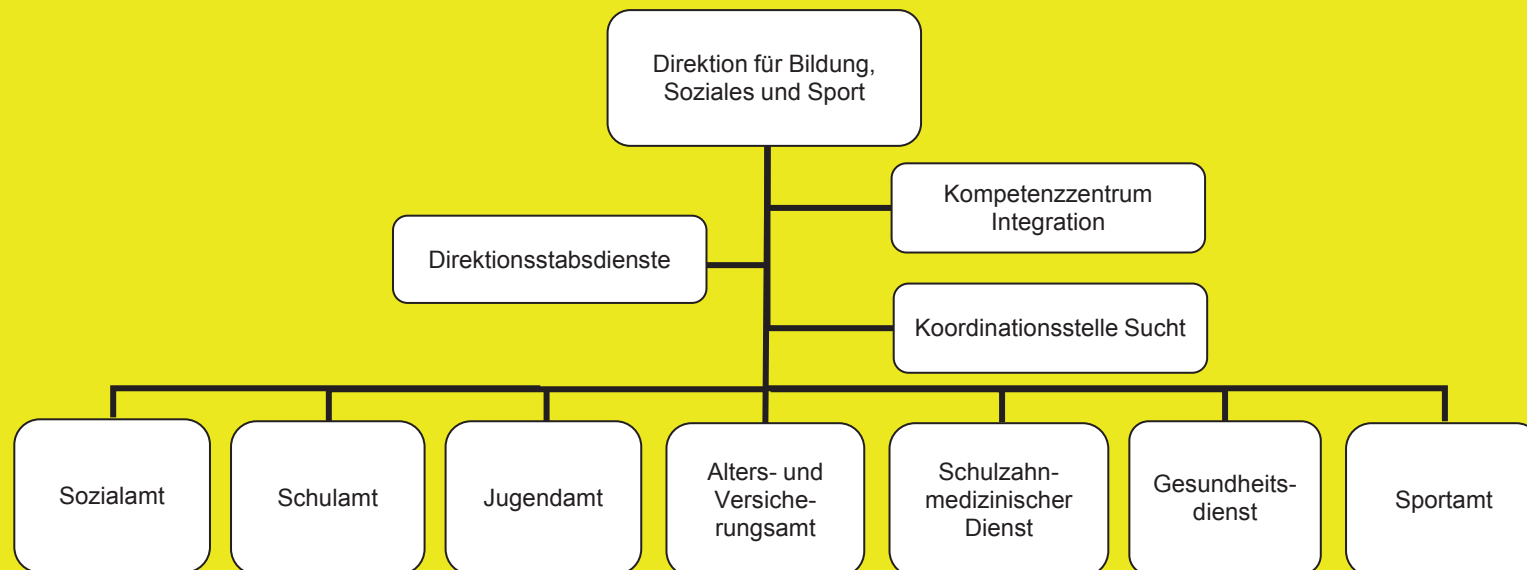 Direktion für Bildung,
Soziales und Sport
Kompetenzzentrum
Integration
Direktionsstabsdienste
Koordinationsstelle Sucht
Sozialamt
Schulamt
Jugendamt
Alters- und
Versiche-
rungsamt
Schulzahn-
medizinischer
Dienst
Gesundheits-
dienst
Sportamt